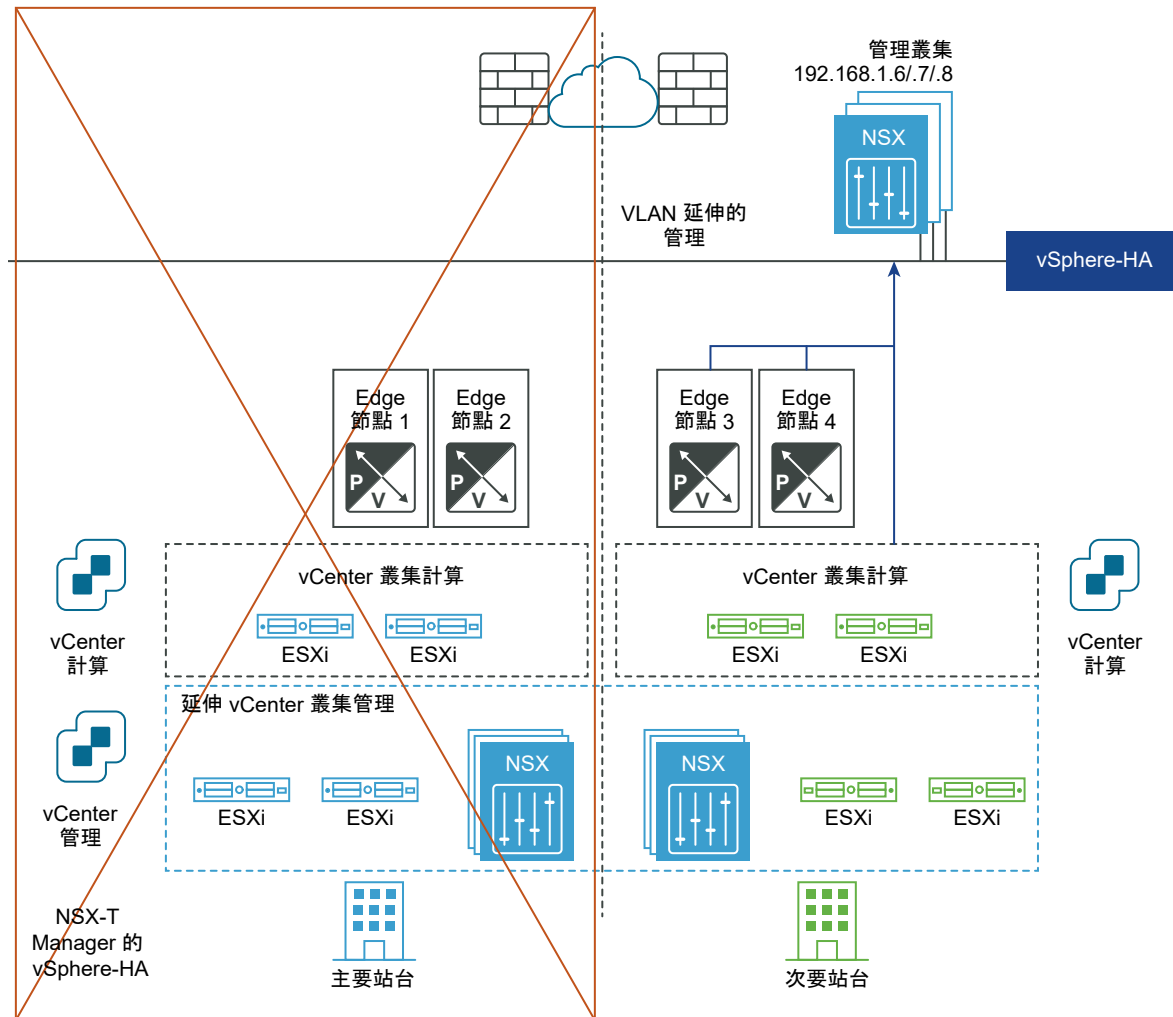 管理叢集
192.168.1.6/.7/.8
NSX
VLAN 延伸的
管理
vSphere-HA
Edge
節點 1
P
V
Edge
節點 2
P
V
Edge
節點 3
P
V
Edge
節點 4
P
V
vCenter
計算
vCenter 叢集計算
ESXi
ESXi
vCenter 叢集計算
ESXi
ESXi
vCenter
計算
延伸 vCenter 叢集管理
vCenter
管理
ESXi
ESXi
NSX
NSX
ESXi
ESXi
NSX-T
Manager 的
vSphere-HA
主要站台
次要站台